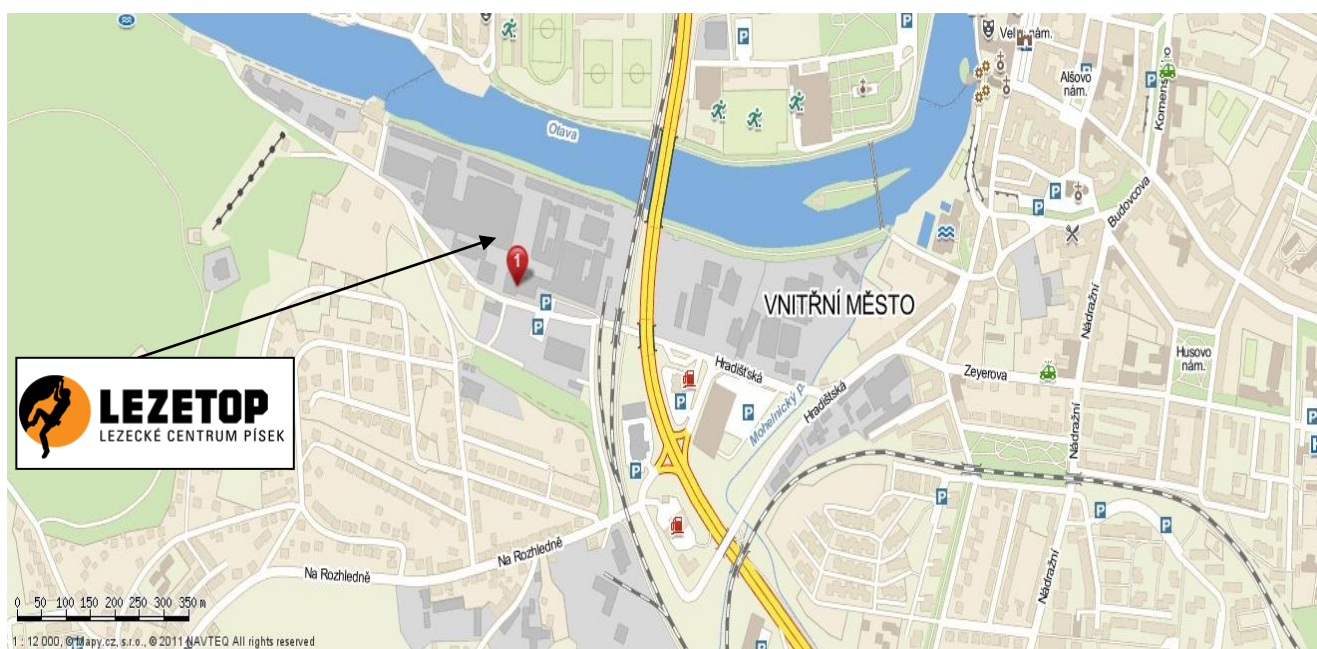 Velké nám.
Alšovo
nám.
Komenského
Otava
Budovcova
P
P
P
P
P
1
P
P
VNITŘNÍ MĚSTO
Nádražní
Hradišťská
Husovo
nám.
Zeyerova
LEZETOP
LEZECKÉ CENTRUM PÍSEK
P
P
Mohelnický p.
Hradišťská
Nádražní
P
P
P
P
Na Rozhledně
Na Rozhledně
Nádražní
0 50 100 150 200 250 300 350 m
1 : 12 000, © Mapy.cz, s.r.o., © 2011 NAVTEQ All rights reserved